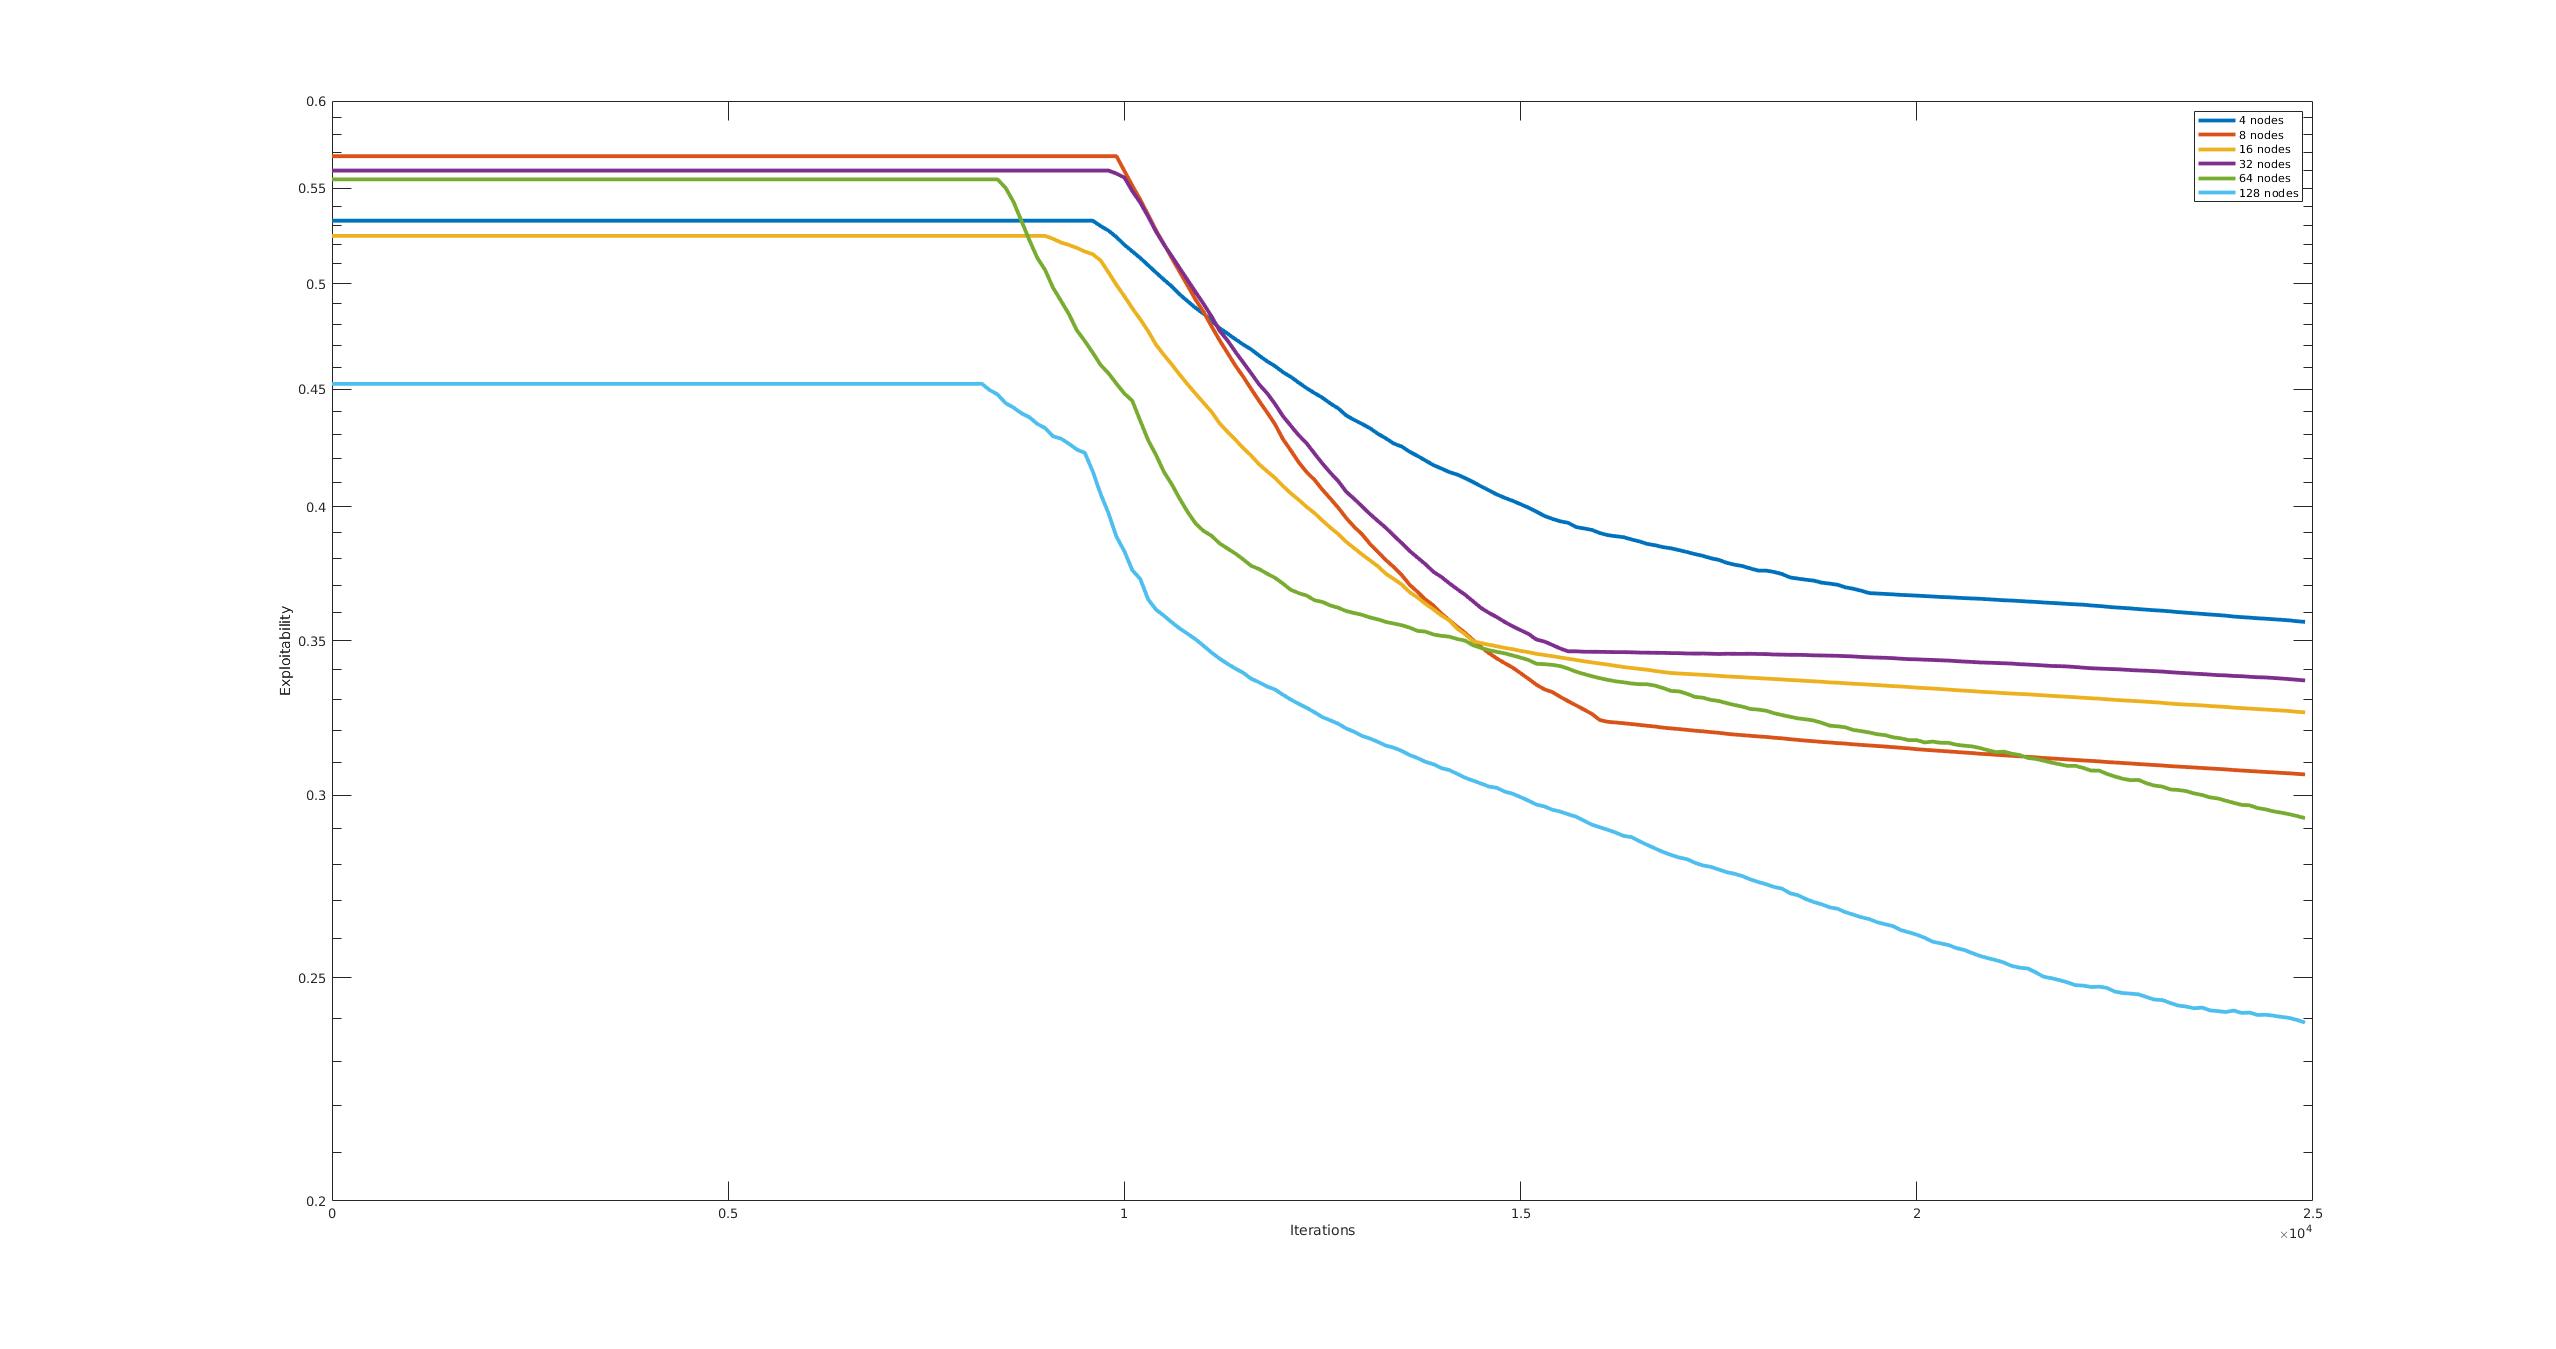 0.6
0.55
0.5
0.45
0.4
0.35
0.3
0.25
0.2
Exploitability
4 nodes
8 nodes
16 nodes
32 nodes
64 nodes
128 nodes
0 0.5 1 1.5 2 2.5
Iterations
×10⁴